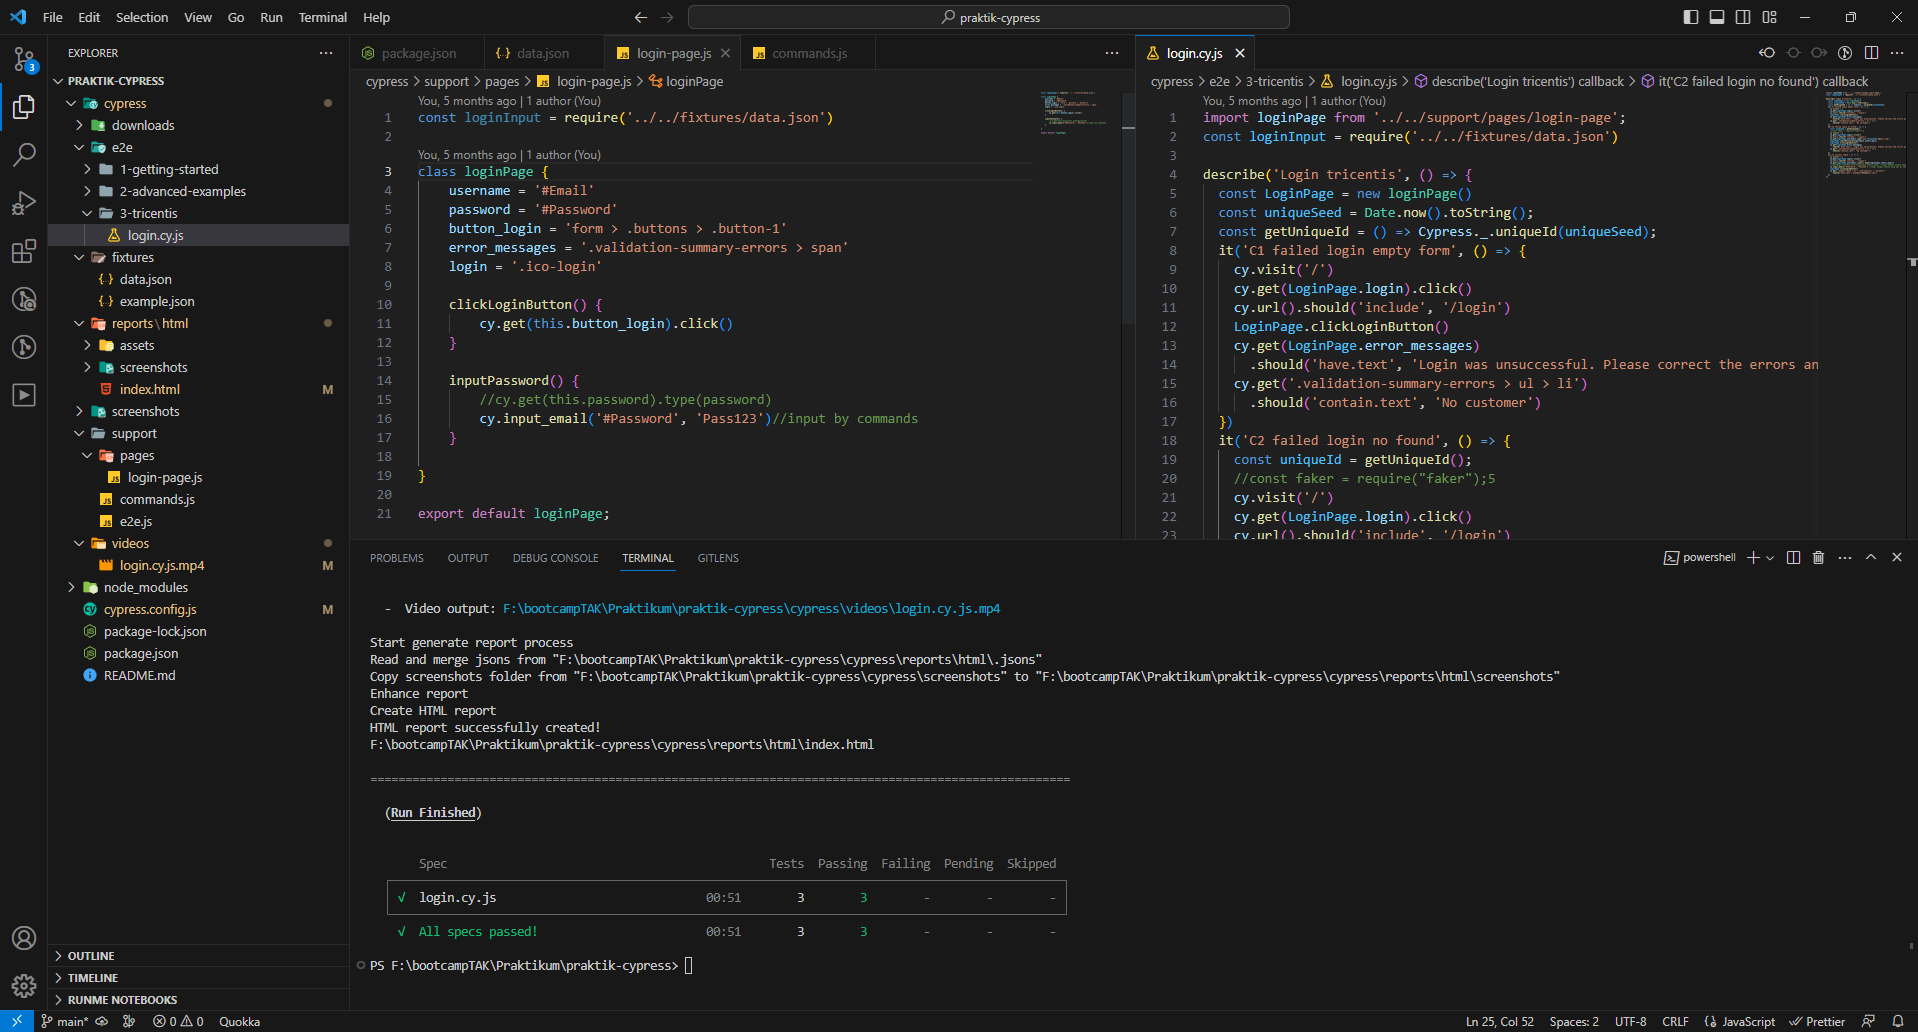 File Edit Selection View Go Run Terminal Help
praktik-cypress
3
EXPLORER
PRAKTIK-CYPRESS
cypress
downloads
e2e
1-getting-started
2-advanced-examples
3-tricentis
login.cy.js
fixtures
data.json
example.json
reports\html
assets
screenshots
index.html M
screenshots
support
pages
login-page.js
commands.js
e2e.js
videos
login.cy.js.mp4 M
node_modules
cypress.config.js M
package-lock.json
package.json
README.md
OUTLINE
TIMELINE
RUNME NOTEBOOKS
package.json data.json login-page.js commands.js
cypress > support > pages > login-page.js > loginPage
You, 5 months ago | 1 author (You)
1 const loginInput = require('../../fixtures/data.json')
2
You, 5 months ago | 1 author (You)
3 class loginPage {
4 username = '#Email'
5 password = '#Password'
6 button_login = 'form > .buttons > .button-1'
7 error_messages = '.validation-summary-errors > span'
8 login = '.ico-login'
9
10 clickLoginButton() {
11 cy.get(this.button_login).click()
12 }
13
14 inputPassword() {
15 //cy.get(this.password).type(password)
16 cy.input_email('#Password', 'Pass123')//input by commands
17 }
18
19 }
20
21 export default loginPage;
login.cy.js
cypress > e2e > 3-tricentis > login.cy.js > describe('Login tricentis') callback > it('C2 failed login no found') callback
You, 5 months ago | 1 author (You)
1 import loginPage from '../../support/pages/login-page';
2 const loginInput = require('../../fixtures/data.json')
3
4 describe('Login tricentis', () => {
5 const LoginPage = new loginPage()
6 const uniqueSeed = Date.now().toString();
7 const getUniqueId = () => Cypress._.uniqueId(uniqueSeed);
8 it('C1 failed login empty form', () => {
9 cy.visit('/')
10 cy.get(LoginPage.login).click()
11 cy.url().should('include', '/login')
12 LoginPage.clickLoginButton()
13 cy.get(LoginPage.error_messages)
14 .should('have.text', 'Login was unsuccessful. Please correct the errors an
15 cy.get('.validation-summary-errors > ul > li')
16 .should('contain.text', 'No customer')
17 })
18 it('C2 failed login no found', () => {
19 const uniqueId = getUniqueId();
20 //const faker = require("faker");5
21 cy.visit('/')
22 cy.get(LoginPage.login).click()
23 cy.url().should('include', '/login')
PROBLEMS OUTPUT DEBUG CONSOLE TERMINAL GITLENS
powershell
- Video output: F:\bootcampTAK\Praktikum\praktik-cypress\cypress\videos\login.cy.js.mp4
Start generate report process
Read and merge jsons from "F:\bootcampTAK\Praktikum\praktik-cypress\cypress\reports\html\.jsons"
Copy screenshots folder from "F:\bootcampTAK\Praktikum\praktik-cypress\cypress\screenshots" to "F:\bootcampTAK\Praktikum\praktik-cypress\cypress\reports\html\screenshots"
Enhance report
Create HTML report
HTML report successfully created!
F:\bootcampTAK\Praktikum\praktik-cypress\cypress\reports\html\index.html
====================================================================================================
(Run Finished)
Spec Tests Passing Failing Pending Skipped
√ login.cy.js 00:51 3 3 - - -
√ All specs passed! 00:51 3 3 - - -
PS F:\bootcampTAK\Praktikum\praktik-cypress>
main* 0 0 Quokka
Ln 25, Col 52 Spaces: 2 UTF-8 CRLF JavaScript Prettier